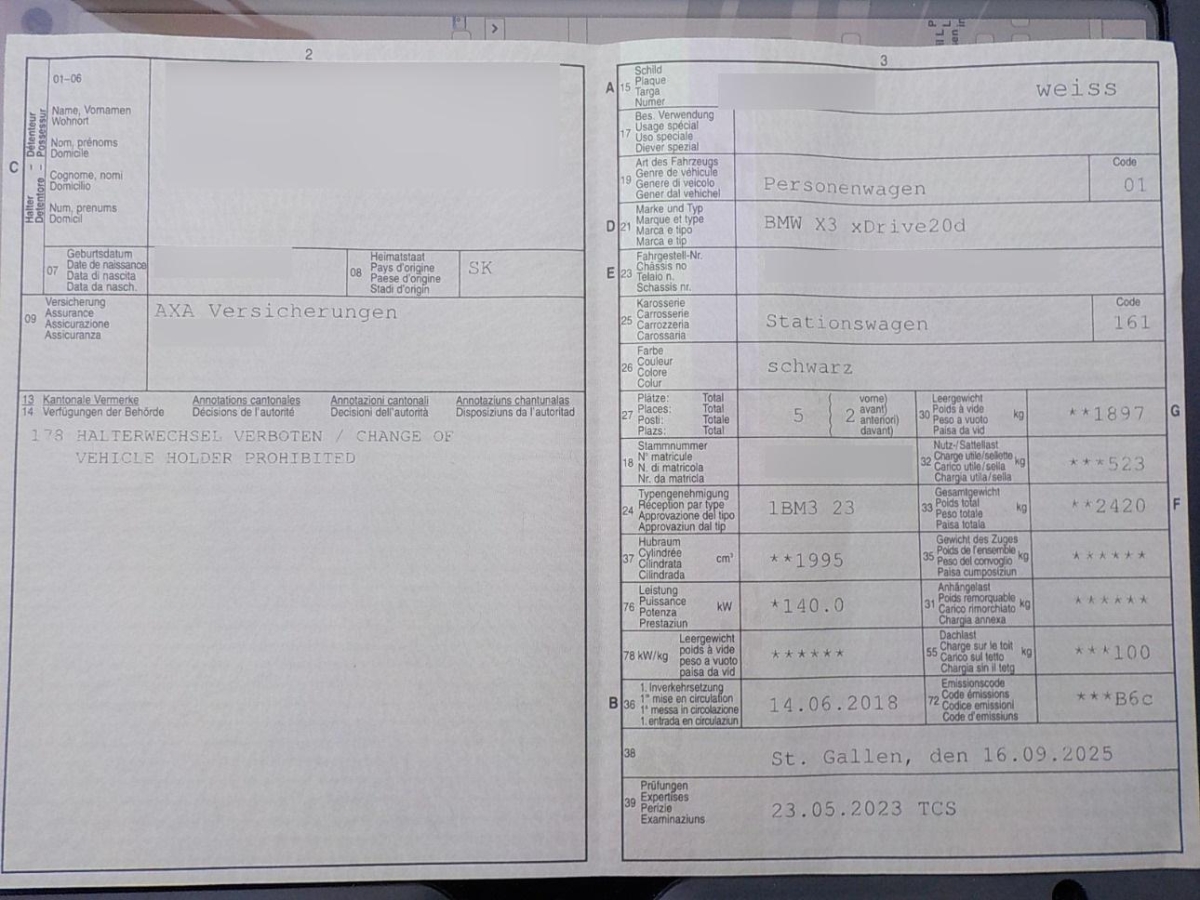 2
01-06
Halter - Détenteur
Detentore - Possessur
Name, Vornamen
Wohnort
Nom, prénoms
Domicile
Cognome, nomi
Domicilio
Num, prenums
Domicil
C
07
Geburtsdatum
Date de naissance
Data di nascita
Data da nasch.
08
Heimatstaat
Pays d'origine
Paese d'origine
Stadi d'origin
SK
09
Versicherung
Assurance
Assicurazione
Assicuranza
AXA Versicherungen
13 Kantonale Vermerke Annotations cantonales Annotazioni cantonali Annotaziuns chantunalas
14 Verfügungen der Behörde Décisions de l'autorité Decisioni dell'autorità Disposiziuns da l'autoritad
178 HALTERWECHSEL VERBOTEN / CHANGE OF
VEHICLE HOLDER PROHIBITED
3
A 15
Schild
Plaque
Targa
Numer
weiss
17
Bes. Verwendung
Usage spécial
Uso speciale
Diever spezial
19
Art des Fahrzeugs
Genre de véhicule
Genere di veicolo
Gener dal vehichel
Personenwagen
Code
01
D 21
Marke und Typ
Marque et type
Marca e tipo
Marca e tip
BMW X3 xDrive20d
E 23
Fahrgestell-Nr.
Châssis no
Telaio n.
Schassis nr.
25
Karosserie
Carrosserie
Carrozzeria
Carossaria
Stationswagen
Code
161
26
Farbe
Couleur
Colore
Colur
schwarz
27
Plätze: Total
Places: Total
Posti: Totale
Plazs: Total
5
2
vorne)
avant)
anteriori)
davant)
30
Leergewicht
Poids à vide
Peso a vuoto
Paisa da vid
kg
**1897
G
18
Stammnummer
N° matricule
N. di matricola
Nr. da matricla
32
Nutz-/Sattellast
Charge utile/sellette
Carico utile/sella
Chargia utila/sella
kg
***523
24
Typengenehmigung
Réception par type
Approvazione del tipo
Approvaziun dal tip
1BM3 23
33
Gesamtgewicht
Poids total
Peso totale
Paisa totala
kg
**2420
F
37
Hubraum
Cylindrée
Cilindrata
Cilindrada
cm³
**1995
35
Gewicht des Zuges
Poids de l'ensemble
Peso del convoglio
Paisa cumposiziun
kg
******
76
Leistung
Puissance
Potenza
Prestaziun
kW
*140.0
31
Anhängelast
Poids remorquable
Carico rimorchiato
Chargia annexa
kg
******
78 kW/kg
Leergewicht
poids à vide
peso a vuoto
paisa da vid
******
55
Dachlast
Charge sur le toit
Carico sul tetto
Chargia sin il tetg
kg
***100
B 36
1. Inverkehrsetzung
1re mise en circulation
1a messa in circolazione
1. entrada en circulaziun
14.06.2018
72
Emissionscode
Code émissions
Codice emissioni
Code d'emissiuns
***B6c
38
St. Gallen, den 16.09.2025
39
Prüfungen
Expertises
Perizie
Examinaziuns
23.05.2023 TCS